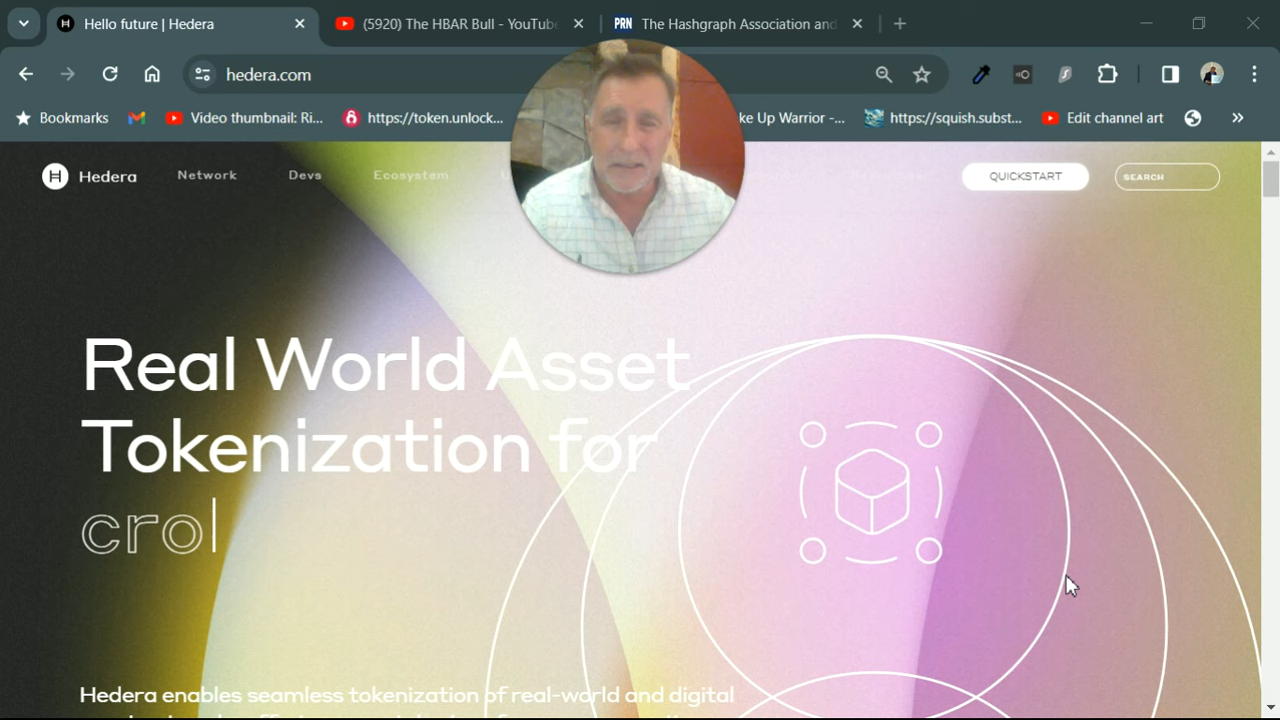 Hello future | Hedera
(5920) The HBAR Bull - YouTube
PRN The Hashgraph Association and
hedera.com
Bookmarks
Video thumbnail: Ri...
https://token.unlock...
ke Up Warrior -...
https://squish.subst...
Edit channel art
H Hedera
Network
Devs
Ecosystem
QUICKSTART
SEARCH
Real World Asset
Tokenization for
cro
Hedera enables seamless tokenization of real-world and digital